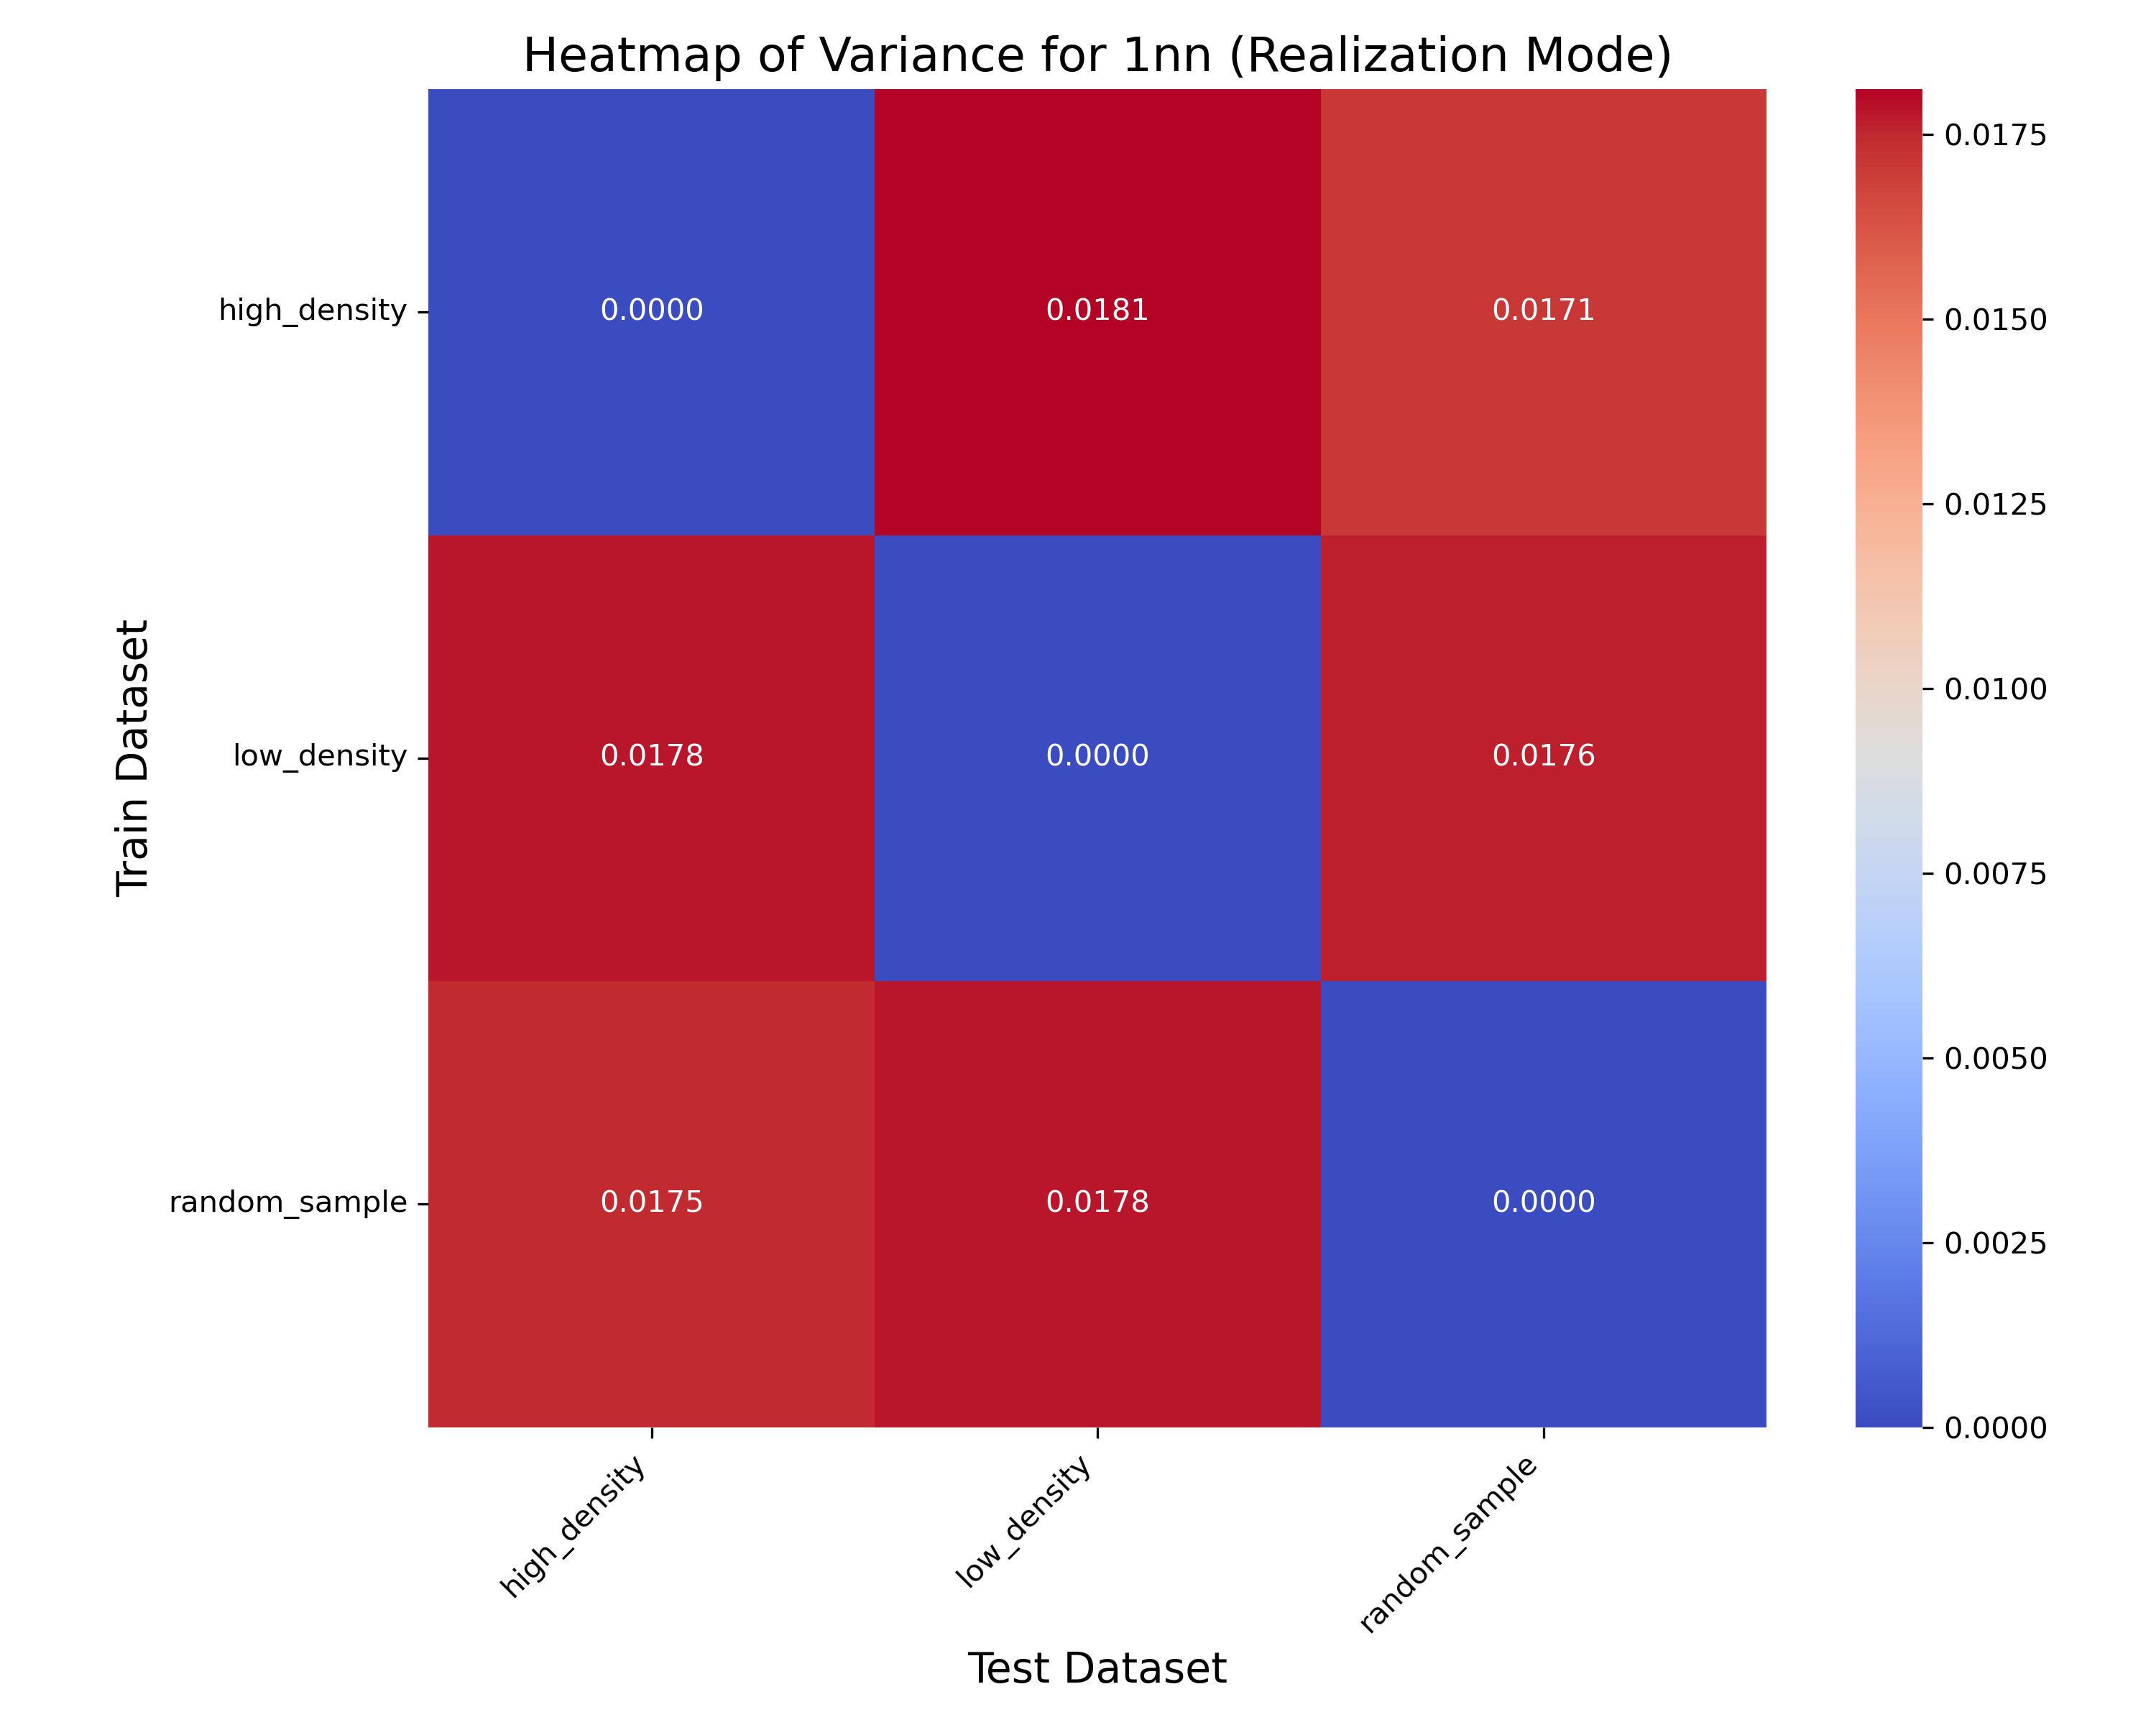 Heatmap of Variance for 1nn (Realization Mode)
Train Dataset
high_density
0.0000
0.0181
0.0171
low_density
0.0178
0.0000
0.0176
random_sample
0.0175
0.0178
0.0000
high_density
low_density
random_sample
Test Dataset
0.0175
0.0150
0.0125
0.0100
0.0075
0.0050
0.0025
0.0000